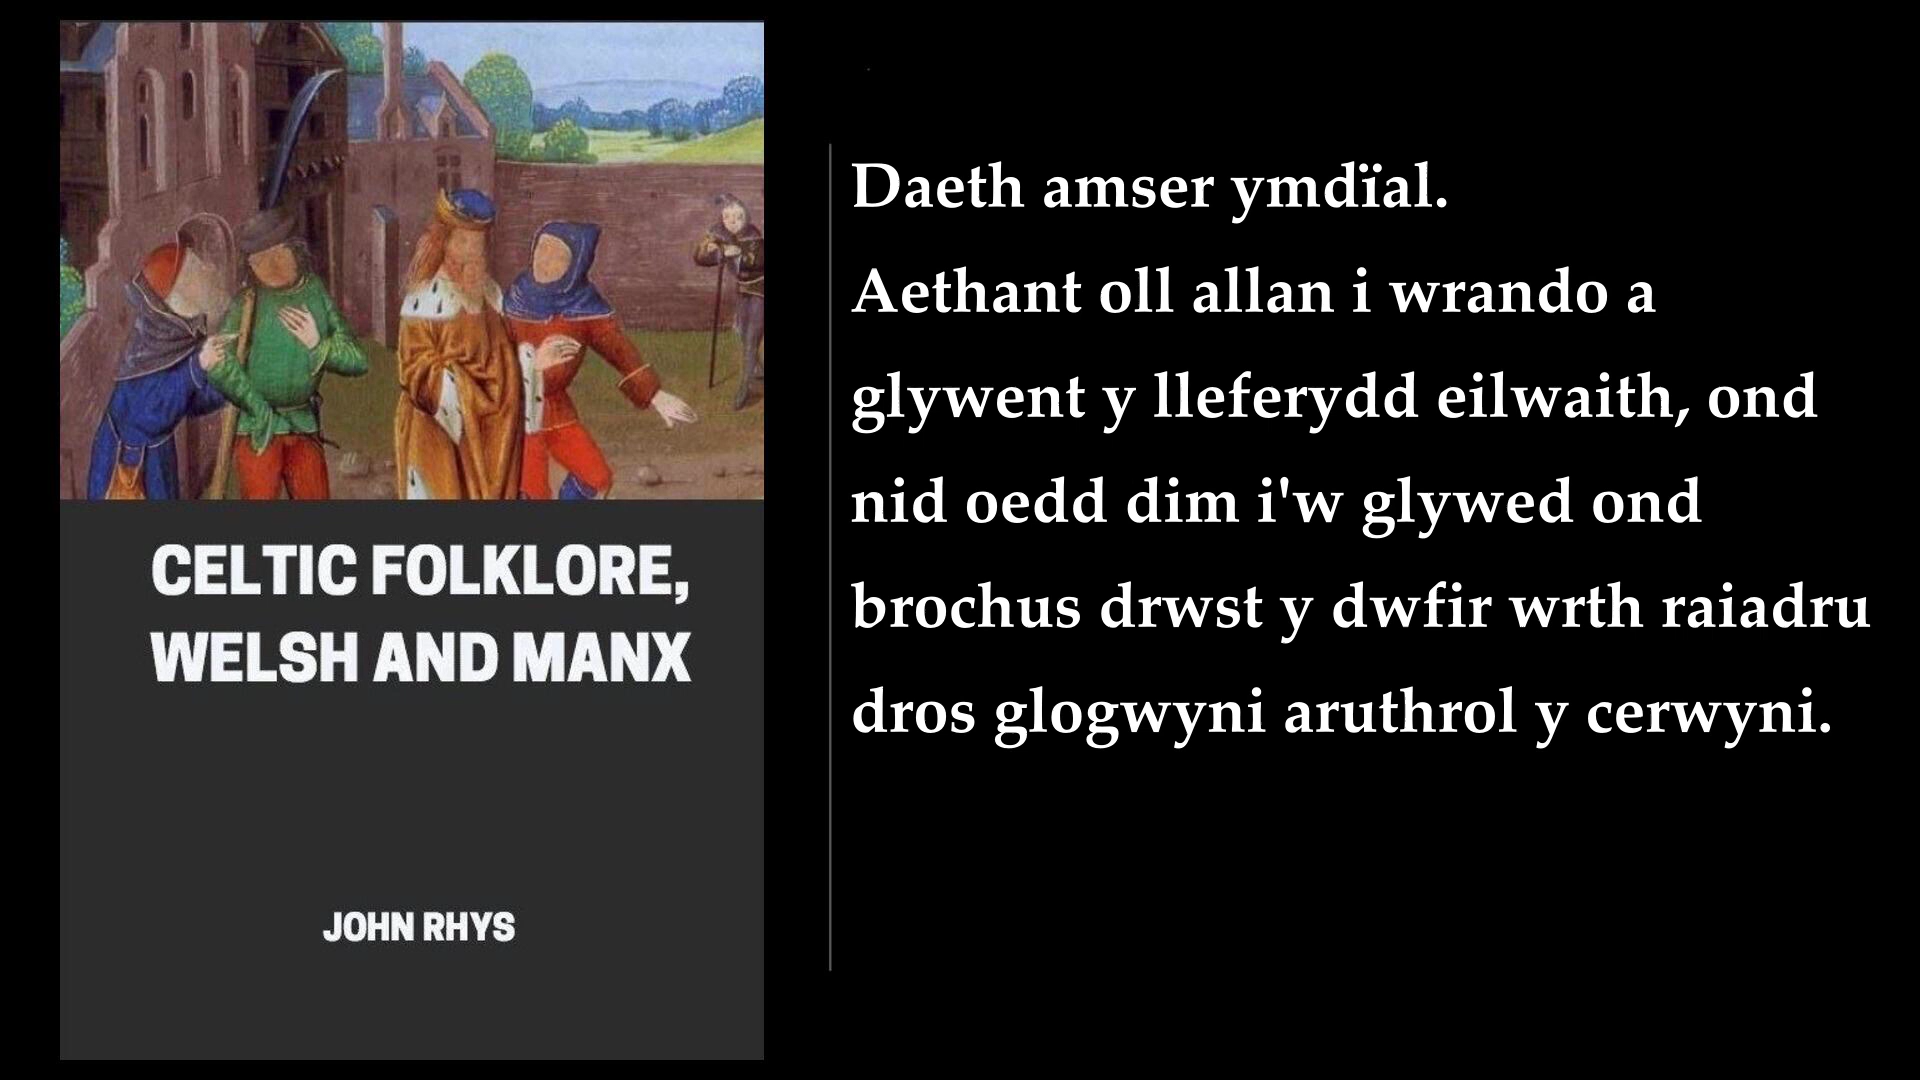 CELTIC FOLKLORE,
WELSH AND MANX
JOHN RHYS
Daeth amser ymdïal.
Aethant oll allan i wrando a
glywent y lleferydd eilwaith, ond
nid oedd dim i'w glywed ond
brochus drwst y dwfir wrth raiadru
dros glogwyni aruthrol y cerwyni.